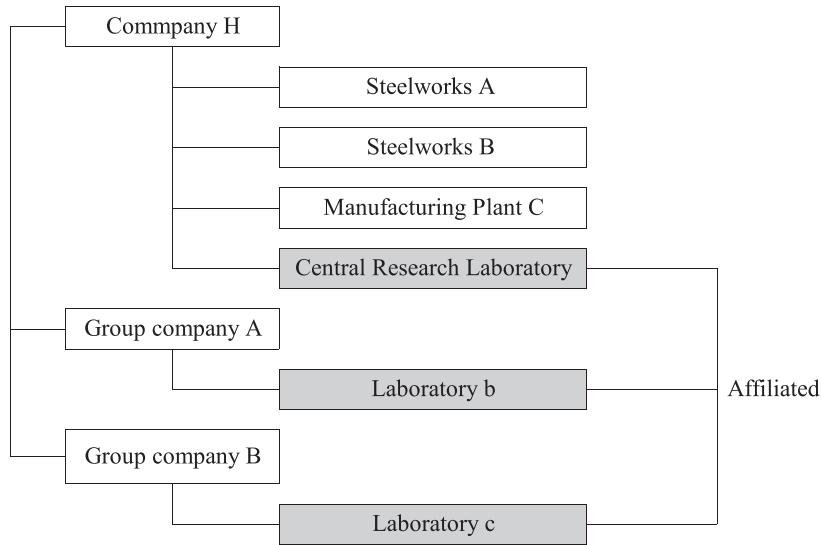 Commpany H
Steelworks A
Steelworks B
Manufacturing Plant C
Central Research Laboratory
Group company A
Laboratory b
Affiliated
Group company B
Laboratory c